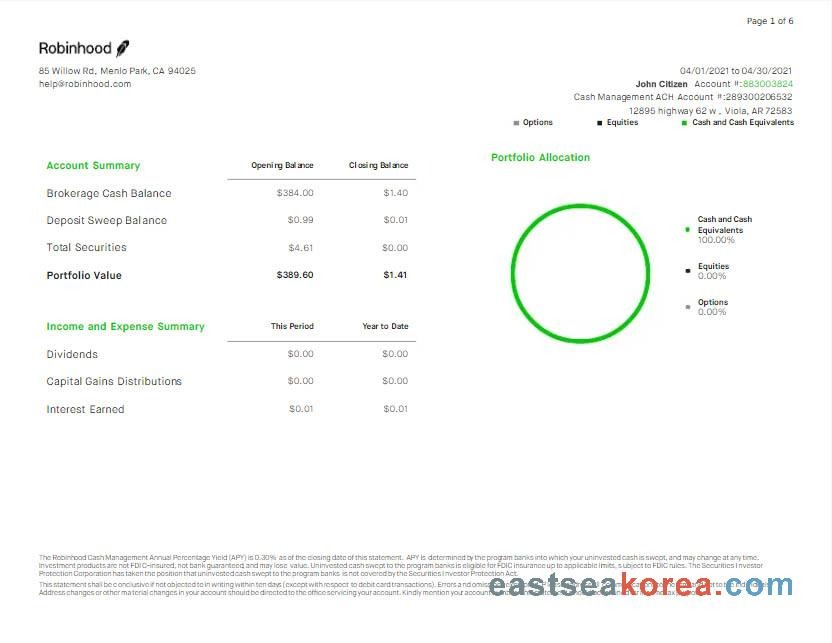 Page 1 of 6
Robinhood
85 Willow Rd, Menlo Park, CA 94025
help@robinhood.com
04/01/2021 to 04/30/2021
John Citizen Account #:883003824
Cash Management ACH Account #:289300206532
12895 highway 62 w , Viola, AR 72583
Options Equities Cash and Cash Equivalents
Account Summary Opening Balance Closing Balance
Brokerage Cash Balance $384.00 $1.40
Deposit Sweep Balance $0.99 $0.01
Total Securities $4.61 $0.00
Portfolio Value $389.60 $1.41
Portfolio Allocation
Cash and Cash
Equivalents
100.00%
Equities
0.00%
Options
0.00%
Income and Expense Summary This Period Year to Date
Dividends $0.00 $0.00
Capital Gains Distributions $0.00 $0.00
Interest Earned $0.01 $0.01
The Robinhood Cash Management Annual Percentage Yield (APY) is 0.30% as of the closing date of this statement. APY is determined by the program banks into which your uninvested cash is swept, and may change at any time.
Investment products are not FDIC-insured, not bank guaranteed, and may lose value. Uninvested cash swept to the program banks is eligible for FDIC insurance up to applicable limits, subject to FDIC rules. The Securities Investor
Protection Corporation has taken the position that uninvested cash swept to the program banks is not covered by the Securities Investor Protection Act.
This statement shall be conclusive if not objected to in writing within ten days (except with respect to debit card transactions). Errors and omissions
Address changes or other material changes in your account should be directed to the office servicing your account. Kindly mention your account
eastseakorea.com